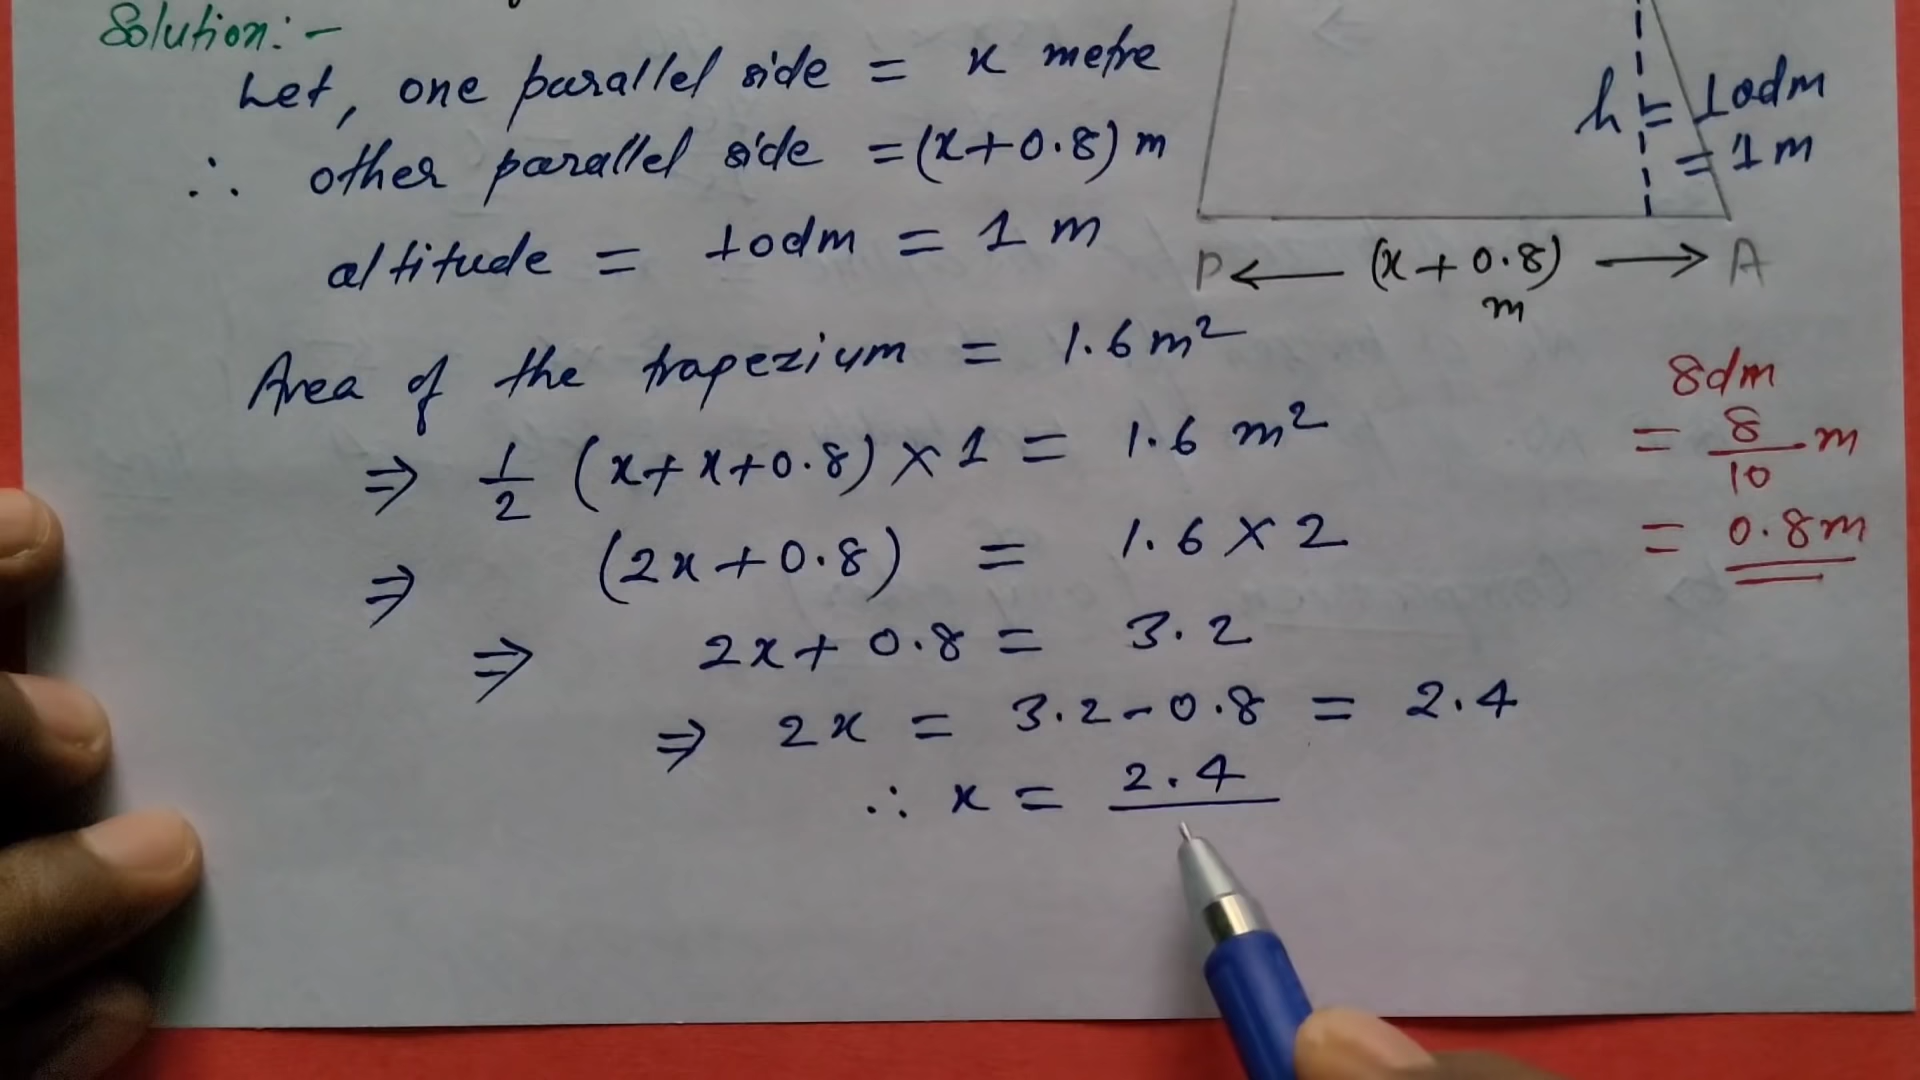 Solution:-
Let, one parallel side = x metre
∴ other parallel side = (x+0.8) m
altitude = 10dm = 1 m
h = 10dm
= 1m
P ← (x+0.8) → A
m
Area of the trapezium = 1.6 m²
⇒ 1/2 (x+x+0.8) × 1 = 1.6 m²
⇒ (2x+0.8) = 1.6 × 2
⇒ 2x+0.8 = 3.2
⇒ 2x = 3.2-0.8 = 2.4
∴ x = 2.4
8dm
= 8/10 m
= 0.8m